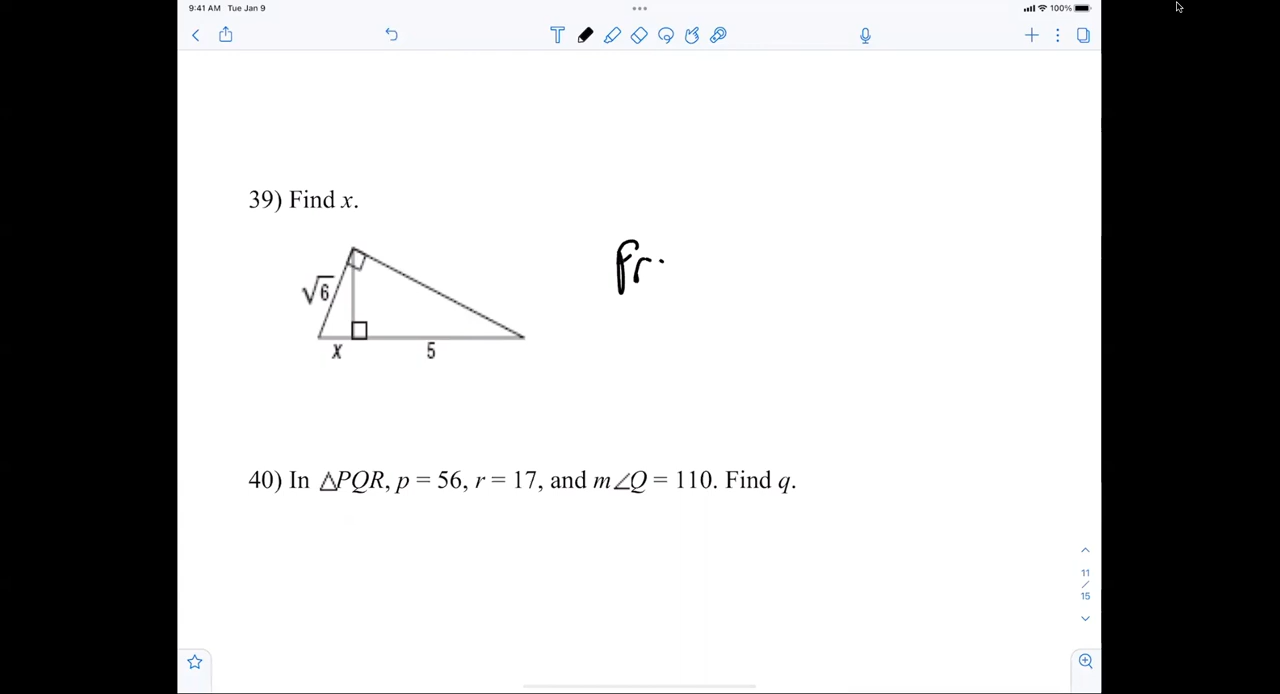 9:41 AM Tue Jan 9
100%
39) Find x.
√6
x
5
fr.
40) In △PQR, p = 56, r = 17, and m∠Q = 110. Find q.
11
/
15